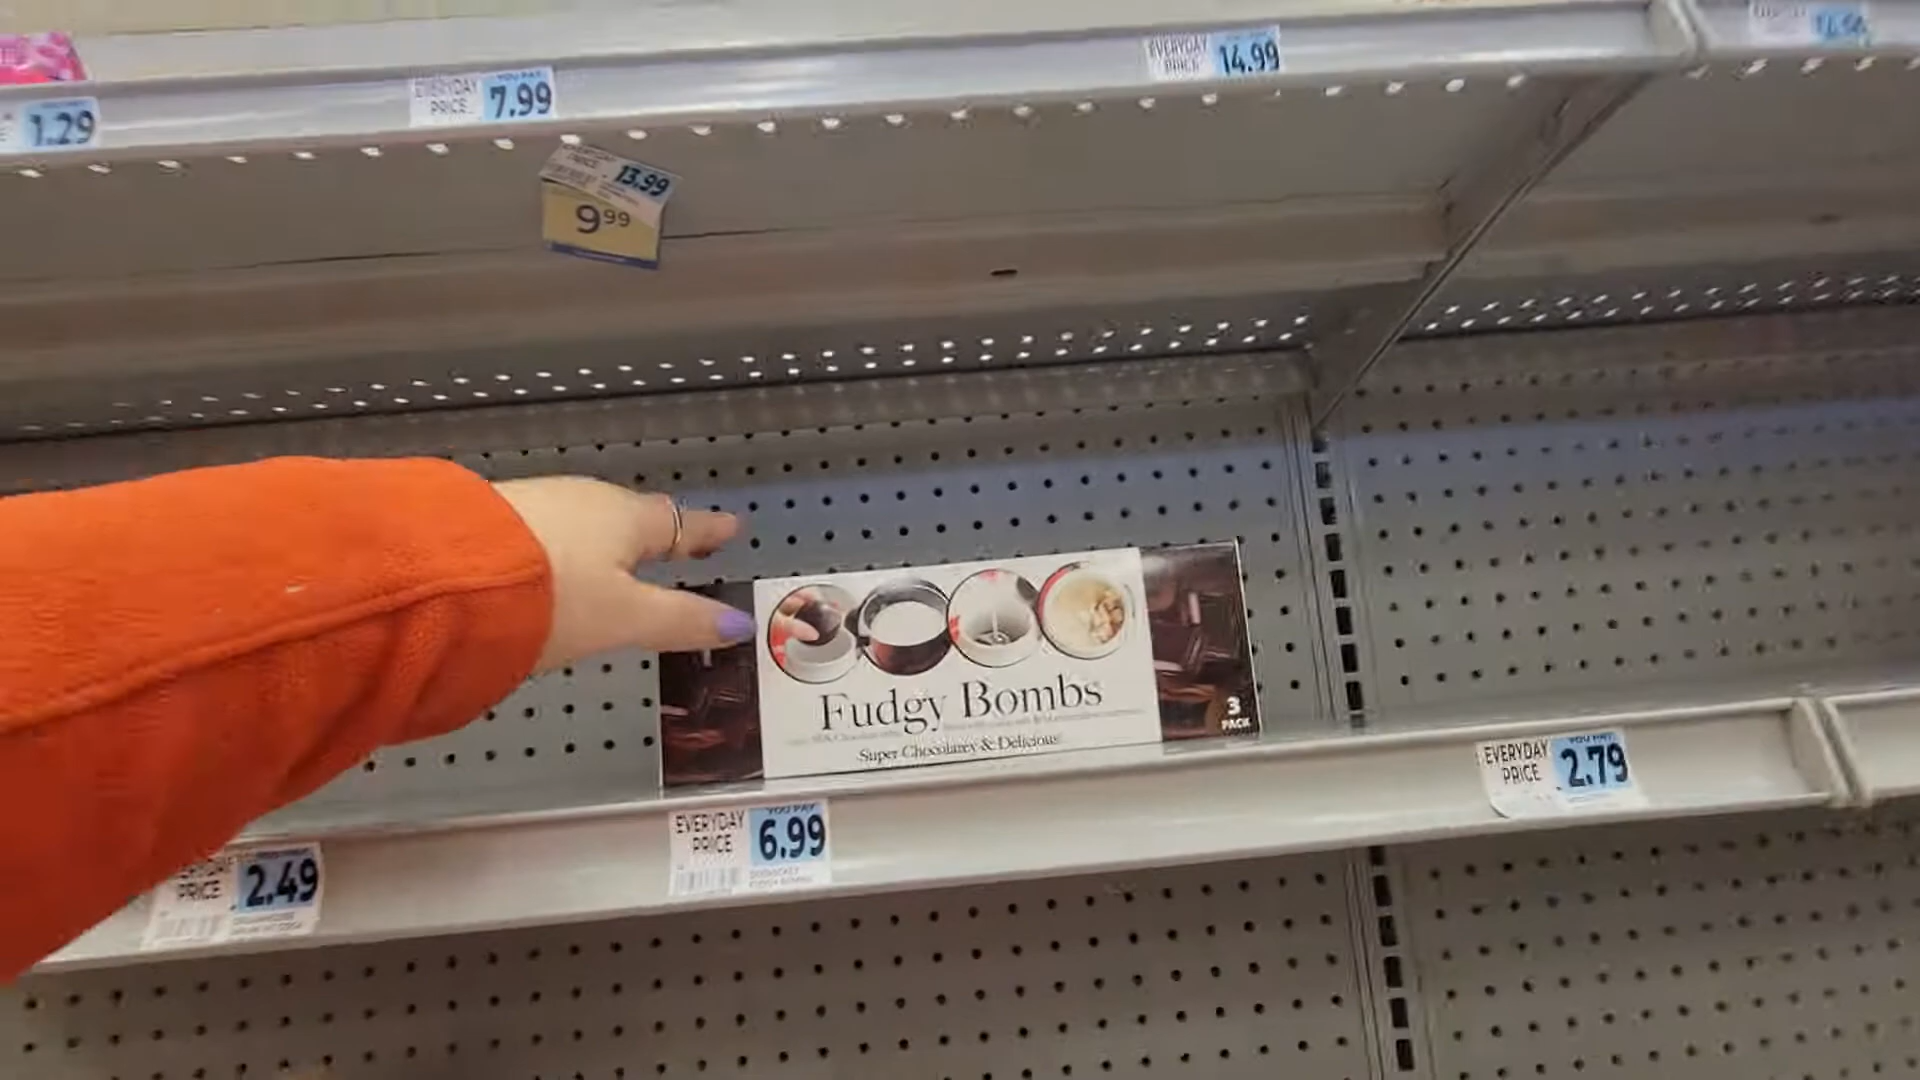 1.29
EVERYDAY
PRICE
YOU PAY
7.99
EVERYDAY
PRICE
14.99
EVERYDAY
PRICE
13.99
9.99
Fudgy Bombs
Super Chocolatey & Delicious
3
PACK
EVERYDAY
PRICE
YOU PAY
2.79
EVERYDAY
PRICE
YOU PAY
6.99
PRICE
2.49